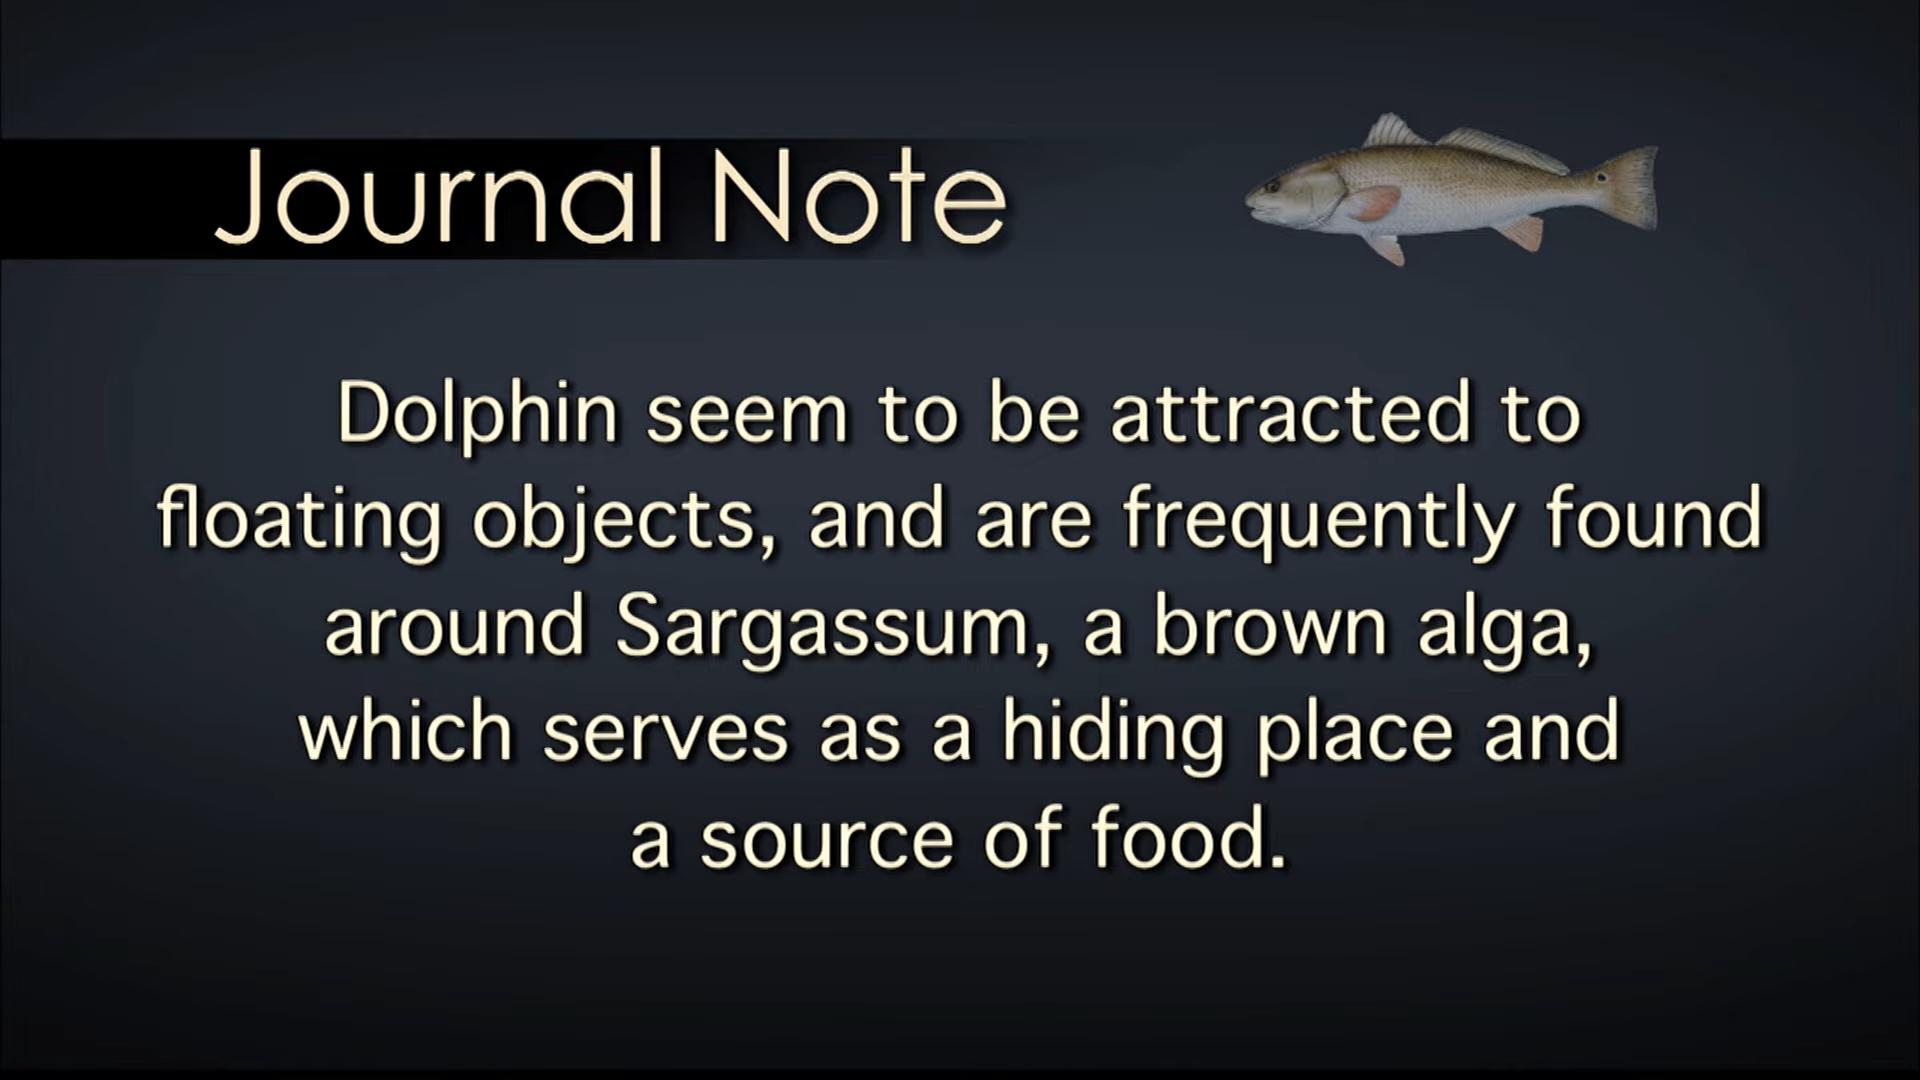 Journal Note
Dolphin seem to be attracted to
floating objects, and are frequently found
around Sargassum, a brown alga,
which serves as a hiding place and
a source of food.